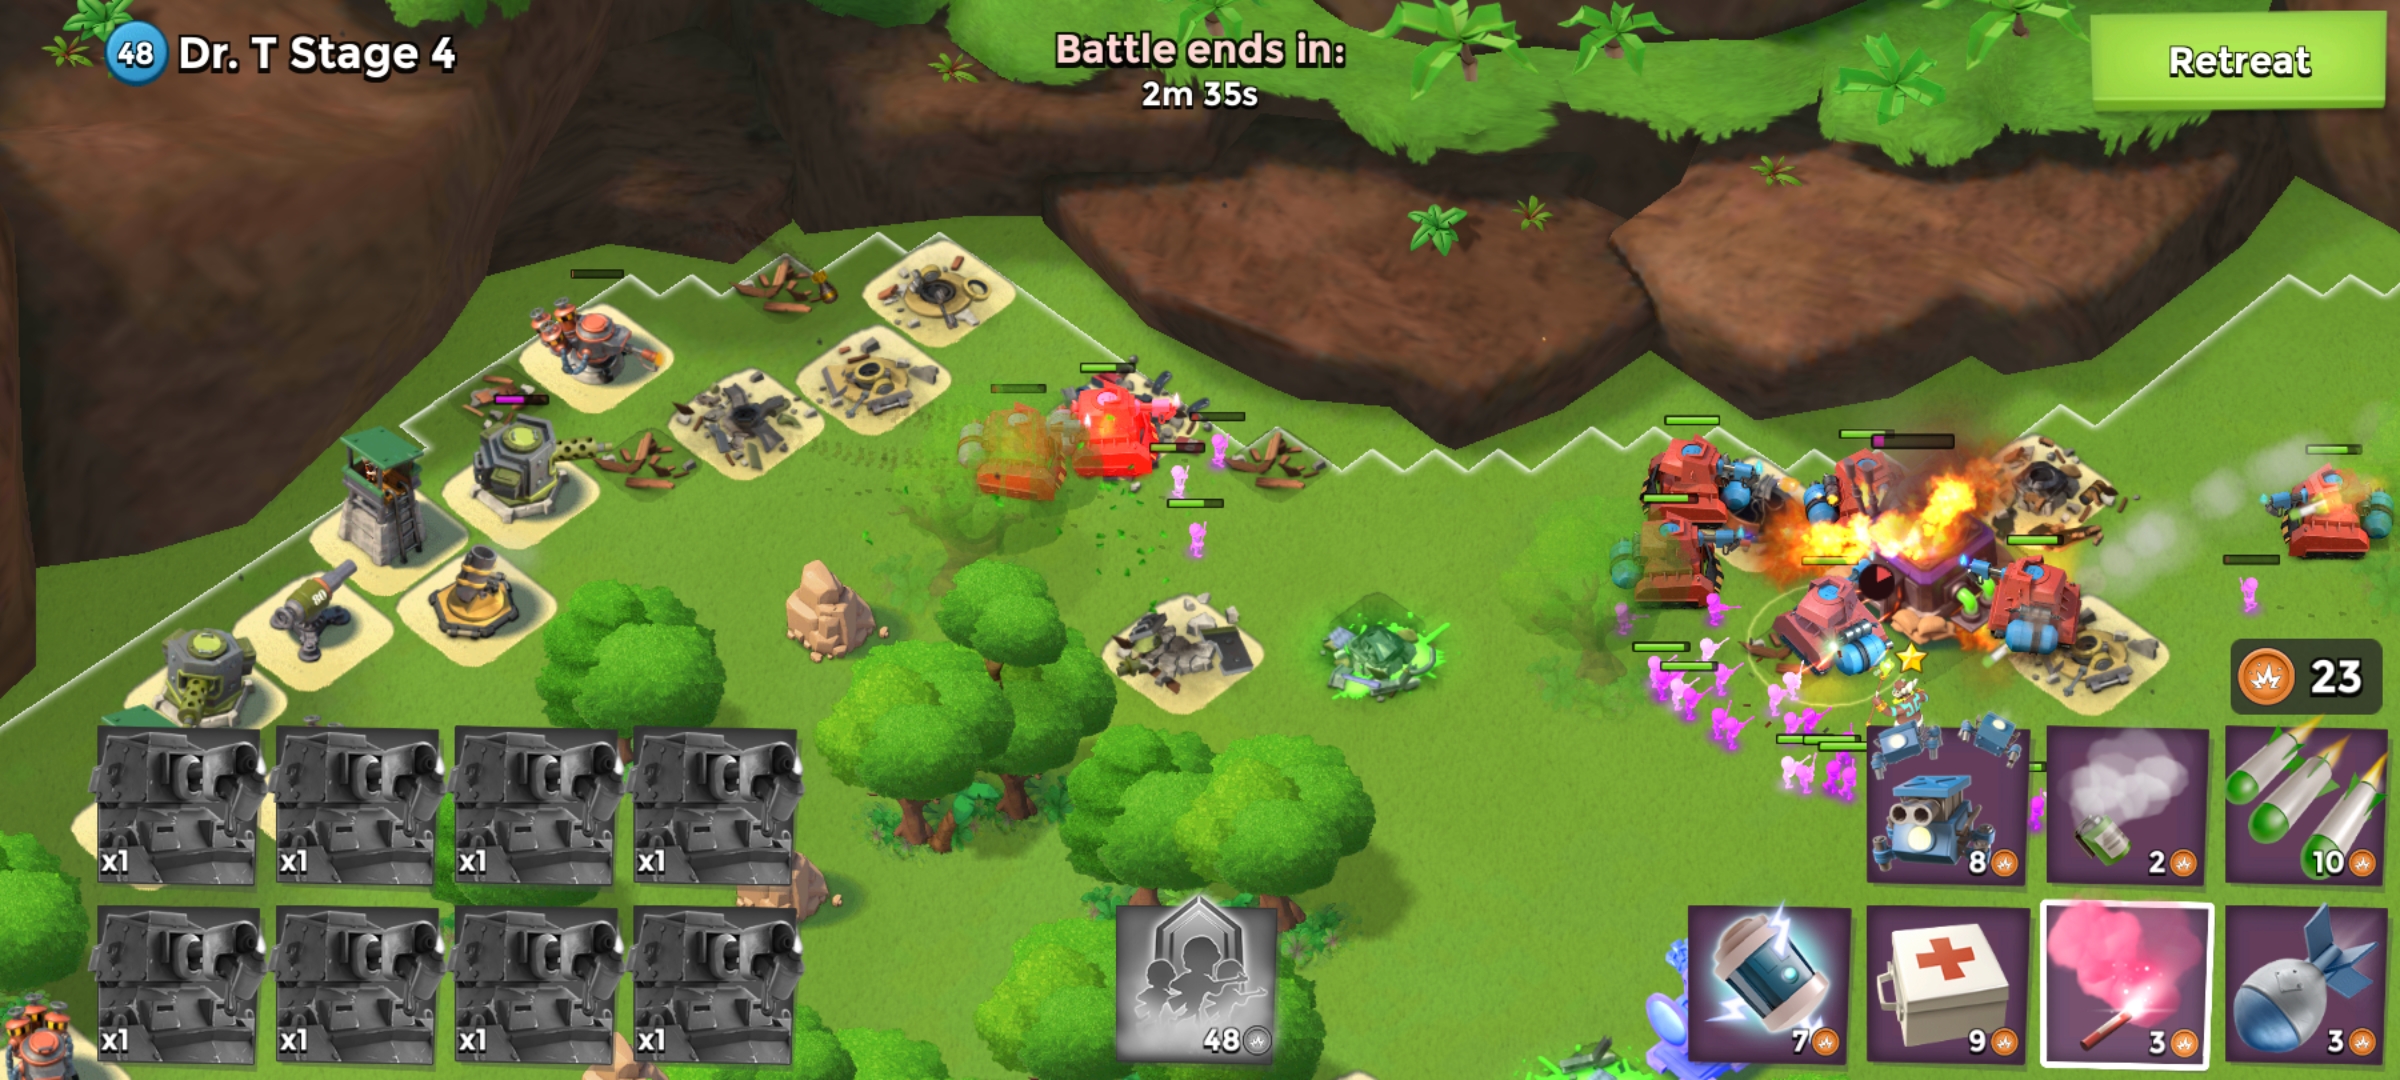 48 Dr. T Stage 4
Battle ends in:
2m 35s
Retreat
80
23
x1 x1 x1 x1
8 2 10
x1 x1 x1 x1
48
7 9 3 3